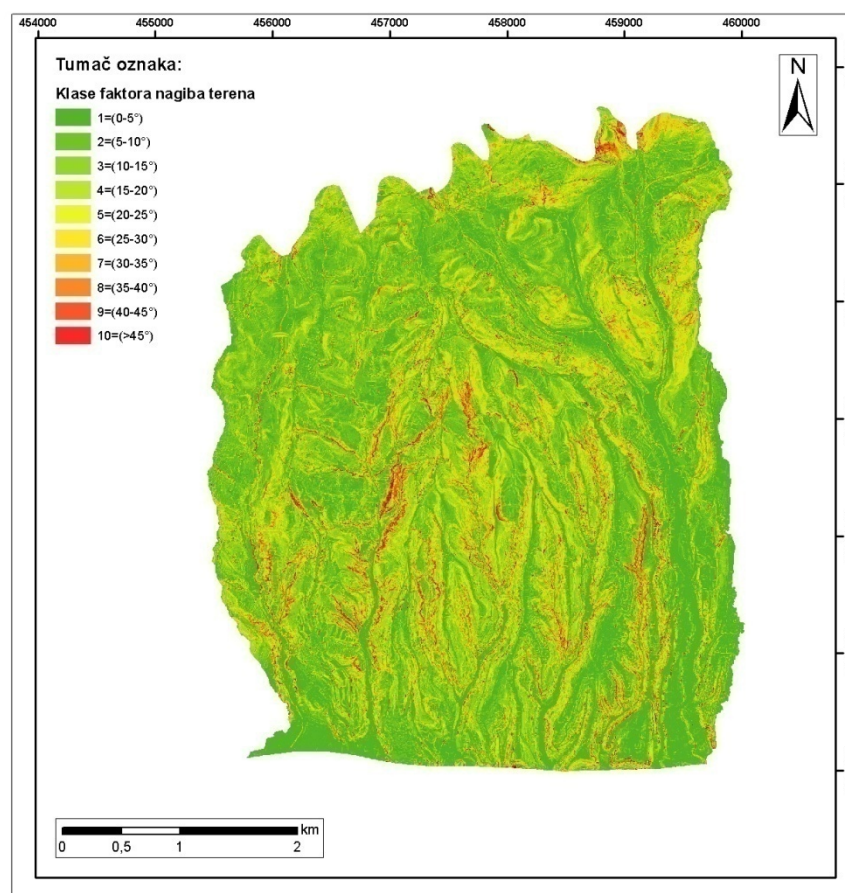 454000 455000 456000 457000 458000 459000 460000
Tumač oznaka:
N
Klase faktora nagiba terena
1=(0-5°)
2=(5-10°)
3=(10-15°)
4=(15-20°)
5=(20-25°)
6=(25-30°)
7=(30-35°)
8=(35-40°)
9=(40-45°)
10=(>45°)
km
0 0,5 1 2